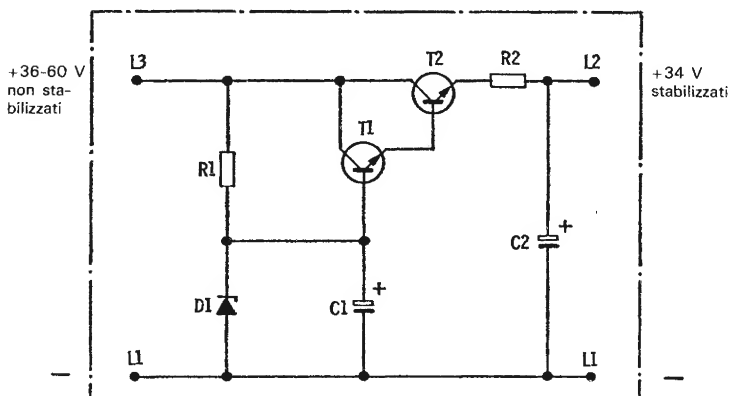 +36-60 V
non sta-
bilizzati
L3
T2
R2
L2
+34 V
stabilizzati
T1
R1
+
C2
D1
+
C1
L1
L1
—
—